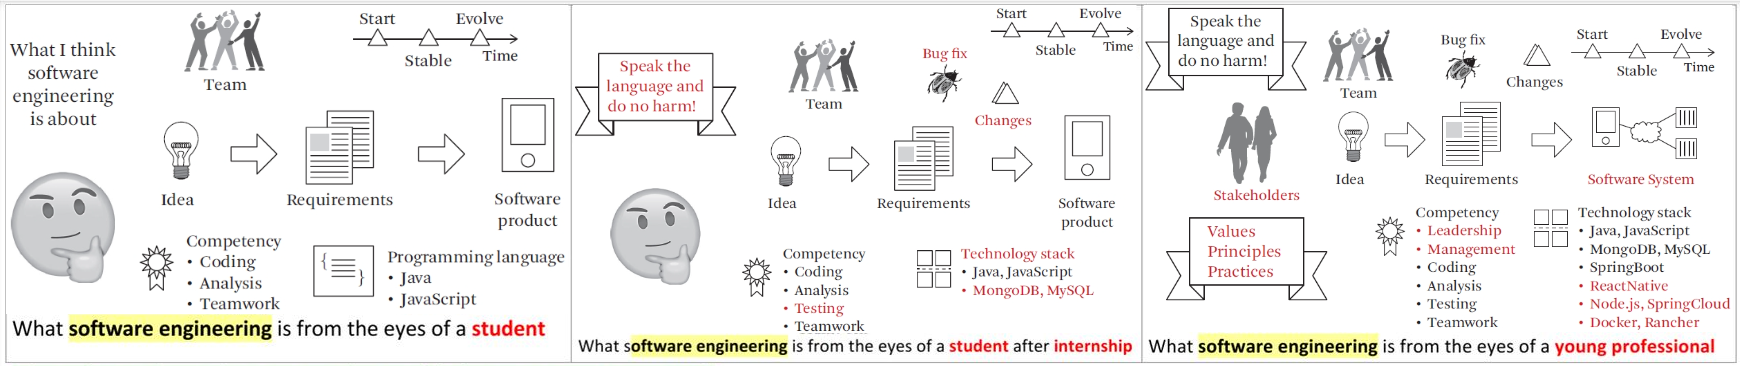 What I think
software
engineering
is about
Team
Start
Evolve
Stable
Time
Idea
Requirements
Software
product
Competency
• Coding
• Analysis
• Teamwork
Programming language
• Java
• JavaScript
What software engineering is from the eyes of a student
Speak the
language and
do no harm!
Team
Bug fix
Changes
Start
Evolve
Stable
Time
Idea
Requirements
Software
product
Competency
• Coding
• Analysis
• Testing
• Teamwork
Technology stack
• Java, JavaScript
• MongoDB, MySQL
What software engineering is from the eyes of a student after internship
Speak the
language and
do no harm!
Team
Bug fix
Changes
Start
Evolve
Stable
Time
Stakeholders
Idea
Requirements
Software System
Values
Principles
Practices
Competency
• Leadership
• Management
• Coding
• Analysis
• Testing
• Teamwork
Technology stack
• Java, JavaScript
• MongoDB, MySQL
• SpringBoot
• ReactNative
• Node.js, SpringCloud
• Docker, Rancher
What software engineering is from the eyes of a young professional